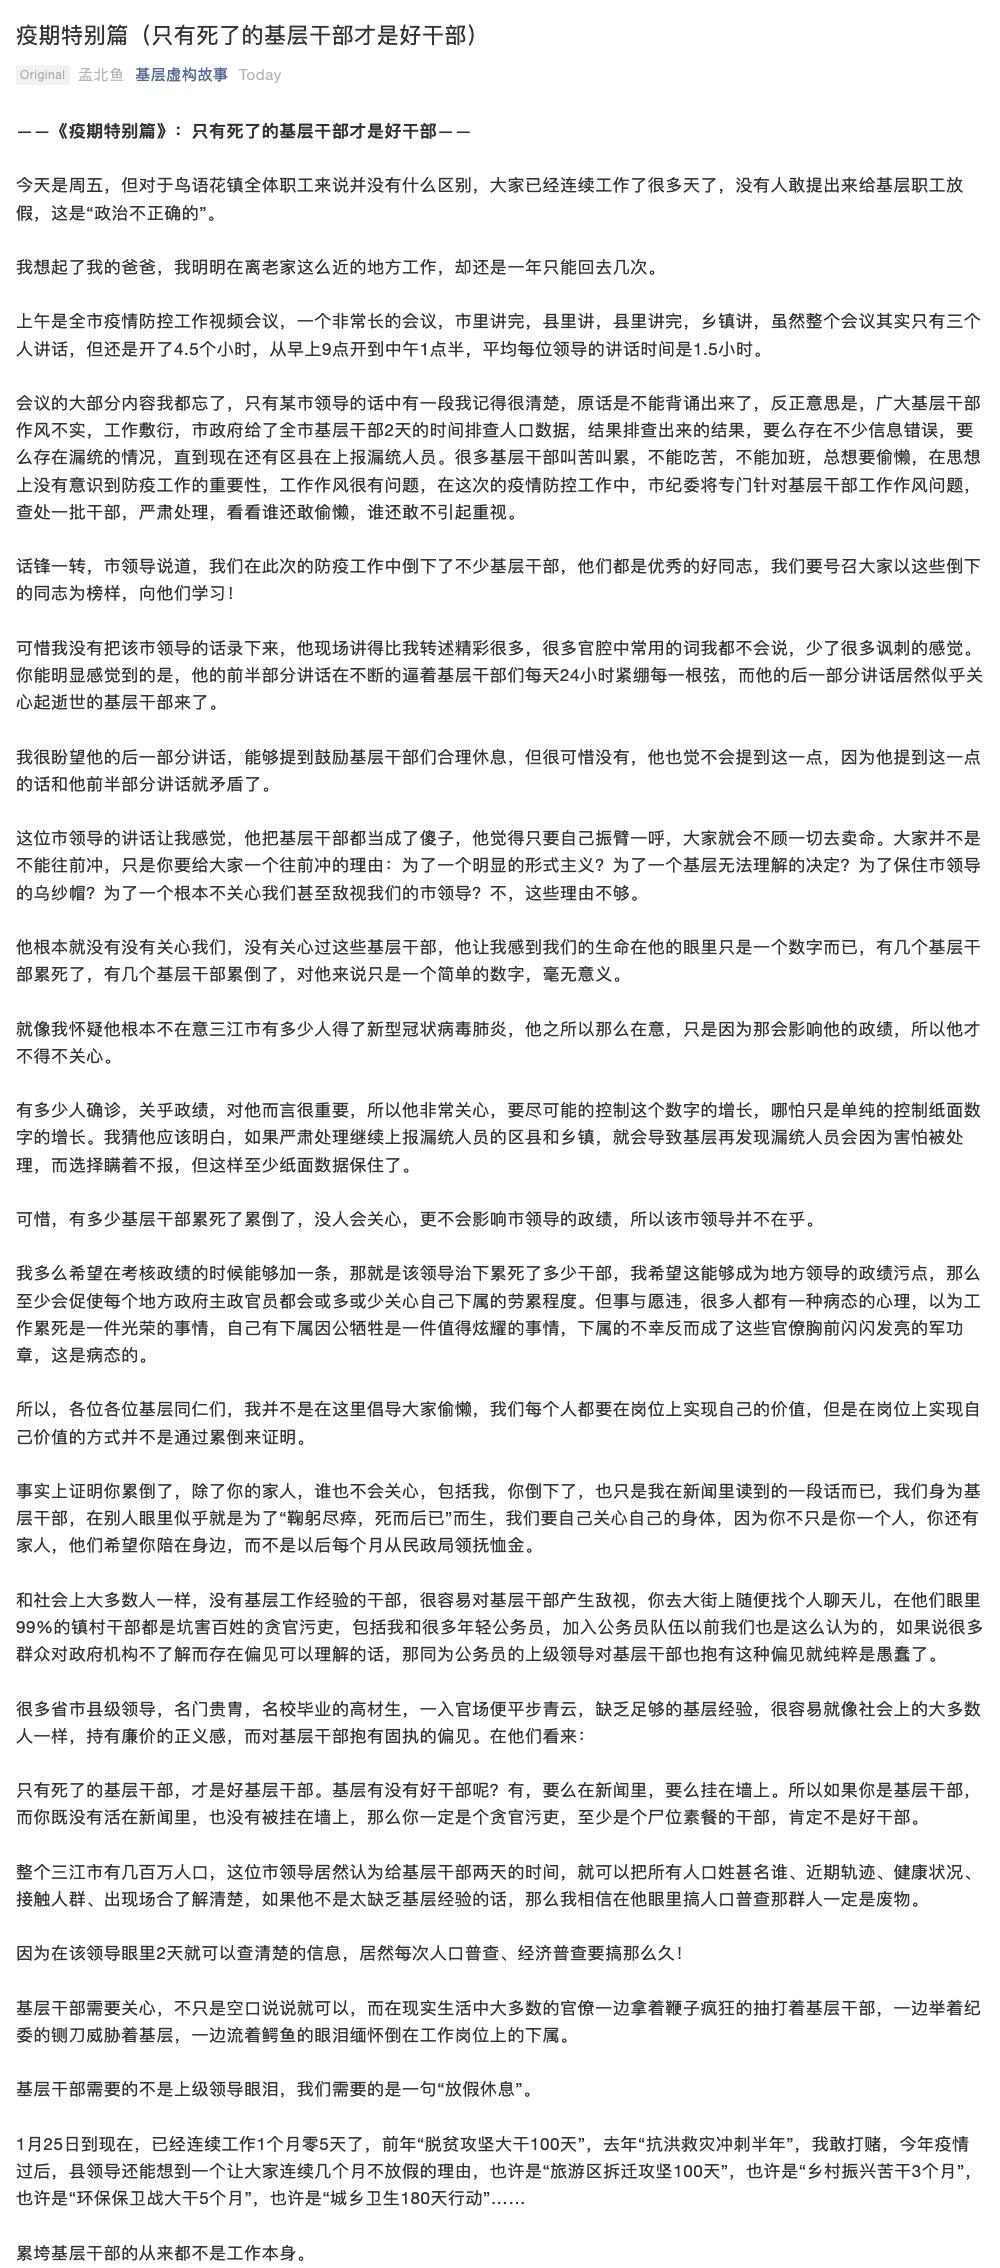 疫期特别篇（只有死了的基层干部才是好干部）
Original 孟北鱼 基层虚构故事 Today
——《疫期特别篇》：只有死了的基层干部才是好干部——
今天是周五，但对于鸟语花镇全体职工来说并没有什么区别，大家已经连续工作了很多天了，没有人敢提出来给基层职工放
假，这是“政治不正确的”。
我想起了我的爸爸，我明明在离老家这么近的地方工作，却还是一年只能回去几次。
上午是全市疫情防控工作视频会议，一个非常长的会议，市里讲完，县里讲，县里讲完，乡镇讲，虽然整个会议其实只有三个
人讲话，但还是开了4.5个小时，从早上9点开到中午1点半，平均每位领导的讲话时间是1.5小时。
会议的大部分内容我都忘了，只有某市领导的话中有一段我记得很清楚，原话是不能背诵出来了，反正意思是，广大基层干部
作风不实，工作敷衍，市政府给了全市基层干部2天的时间排查人口数据，结果排查出来的结果，要么存在不少信息错误，要
么存在漏统的情况，直到现在还有区县在上报漏统人员。很多基层干部叫苦叫累，不能吃苦，不能加班，总想要偷懒，在思想
上没有意识到防疫工作的重要性，工作作风很有问题，在这次的疫情防控工作中，市纪委将专门针对基层干部工作作风问题，
查处一批干部，严肃处理，看看谁还敢偷懒，谁还敢不引起重视。
话锋一转，市领导说道，我们在此次的防疫工作中倒下了不少基层干部，他们都是优秀的好同志，我们要号召大家以这些倒下
的同志为榜样，向他们学习！
可惜我没有把该市领导的话录下来，他现场讲得比我转述精彩很多，很多官腔中常用的词我都不会说，少了很多讽刺的感觉。
你能明显感觉到的是，他的前半部分讲话在不断的逼着基层干部们每天24小时紧绷每一根弦，而他的后一部分讲话居然似乎关
心起逝世的基层干部来了。
我很盼望他的后一部分讲话，能够提到鼓励基层干部们合理休息，但很可惜没有，他也觉不会提到这一点，因为他提到这一点
的话和他前半部分讲话就矛盾了。
这位市领导的讲话让我感觉，他把基层干部都当成了傻子，他觉得只要自己振臂一呼，大家就会不顾一切去卖命。大家并不是
不能往前冲，只是你要给大家一个往前冲的理由：为了一个明显的形式主义？为了一个基层无法理解的决定？为了保住市领导
的乌纱帽？为了一个根本不关心我们甚至敌视我们的市领导？不，这些理由不够。
他根本就没有没有关心我们，没有关心过这些基层干部，他让我感到我们的生命在他的眼里只是一个数字而已，有几个基层干
部累死了，有几个基层干部累倒了，对他来说只是一个简单的数字，毫无意义。
就像我怀疑他根本不在意三江市有多少人得了新型冠状病毒肺炎，他之所以那么在意，只是因为那会影响他的政绩，所以他才
不得不关心。
有多少人确诊，关乎政绩，对他而言很重要，所以他非常关心，要尽可能的控制这个数字的增长，哪怕只是单纯的控制纸面数
字的增长。我猜他应该明白，如果严肃处理继续上报漏统人员的区县和乡镇，就会导致基层再发现漏统人员会因为害怕被处
理，而选择瞒着不报，但这样至少纸面数据保住了。
可惜，有多少基层干部累死了累倒了，没人会关心，更不会影响市领导的政绩，所以该市领导并不在乎。
我多么希望在考核政绩的时候能够加一条，那就是该领导治下累死了多少干部，我希望这能够成为地方领导的政绩污点，那么
至少会促使每个地方政府主政官员都会或多或少关心自己下属的劳累程度。但事与愿违，很多人都有一种病态的心理，以为工
作累死是一件光荣的事情，自己有下属因公牺牲是一件值得炫耀的事情，下属的不幸反而成了这些官僚胸前闪闪发亮的军功
章，这是病态的。
所以，各位各位基层同仁们，我并不是在这里倡导大家偷懒，我们每个人都要在岗位上实现自己的价值，但是在岗位上实现自
己价值的方式并不是通过累倒来证明。
事实上证明你累倒了，除了你的家人，谁也不会关心，包括我，你倒下了，也只是我在新闻里读到的一段话而已，我们身为基
层干部，在别人眼里似乎就是为了“鞠躬尽瘁，死而后已”而生，我们要自己关心自己的身体，因为你不只是你一个人，你还有
家人，他们希望你陪在身边，而不是以后每个月从民政局领抚恤金。
和社会上大多数人一样，没有基层工作经验的干部，很容易对基层干部产生敌视，你去大街上随便找个人聊天儿，在他们眼里
99%的镇村干部都是坑害百姓的贪官污吏，包括我和很多年轻公务员，加入公务员队伍以前我们也是这么认为的，如果说很多
群众对政府机构不了解而存在偏见可以理解的话，那同为公务员的上级领导对基层干部也抱有这种偏见就纯粹是愚蠢了。
很多省市县级领导，名门贵胄，名校毕业的高材生，一入官场便平步青云，缺乏足够的基层经验，很容易就像社会上的大多数
人一样，持有廉价的正义感，而对基层干部抱有固执的偏见。在他们看来：
只有死了的基层干部，才是好基层干部。基层有没有好干部呢？有，要么在新闻里，要么挂在墙上。所以如果你是基层干部，
而你既没有活在新闻里，也没有被挂在墙上，那么你一定是个贪官污吏，至少是个尸位素餐的干部，肯定不是好干部。
整个三江市有几百万人口，这位市领导居然认为给基层干部两天的时间，就可以把所有人口姓甚名谁、近期轨迹、健康状况、
接触人群、出现场合了解清楚，如果他不是太缺乏基层经验的话，那么我相信在他眼里搞人口普查那群人一定是废物。
因为在该领导眼里2天就可以查清楚的信息，居然每次人口普查、经济普查要搞那么久！
基层干部需要关心，不只是空口说说就可以，而在现实生活中大多数的官僚一边拿着鞭子疯狂的抽打着基层干部，一边举着纪
委的铡刀威胁着基层，一边流着鳄鱼的眼泪缅怀倒在工作岗位上的下属。
基层干部需要的不是上级领导眼泪，我们需要的是一句“放假休息”。
1月25日到现在，已经连续工作1个月零5天了，前年“脱贫攻坚大干100天”，去年“抗洪救灾冲刺半年”，我敢打赌，今年疫情
过后，县领导还能想到一个让大家连续几个月不放假的理由，也许是“旅游区拆迁攻坚100天”，也许是“乡村振兴苦干3个月”，
也许是“环保保卫战大干5个月”，也许是“城乡卫生180天行动”……
累垮基层干部的从来都不是工作本身。